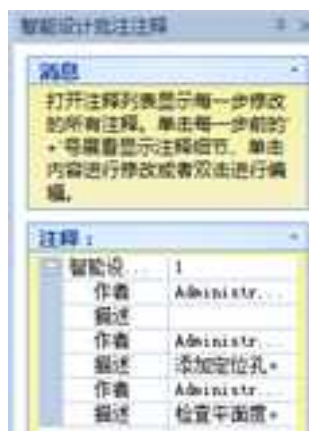 智能设计批注注释
消息
打开注释列表显示每一步修改
的所有注释。单击每一步前的
+号展看显示注释细节，单击
内容进行修改或者双击进行编
辑。
注释：
智能设... 1
作者 Administr...
描述
作者 Administr...
描述 添加定位孔。
作者 Administr...
描述 检查平面度。